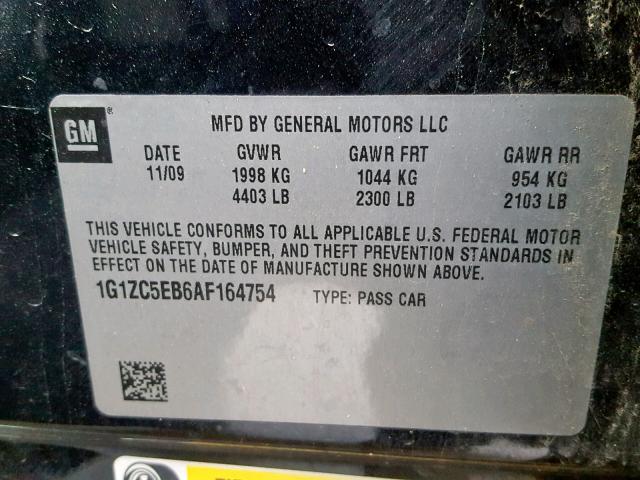 GM®
MFD BY GENERAL MOTORS LLC
DATE GVWR GAWR FRT GAWR RR
11/09 1998 KG 1044 KG 954 KG
4403 LB 2300 LB 2103 LB
THIS VEHICLE CONFORMS TO ALL APPLICABLE U.S. FEDERAL MOTOR
VEHICLE SAFETY, BUMPER, AND THEFT PREVENTION STANDARDS IN
EFFECT ON THE DATE OF MANUFACTURE SHOWN ABOVE.
1G1ZC5EB6AF164754 TYPE: PASS CAR